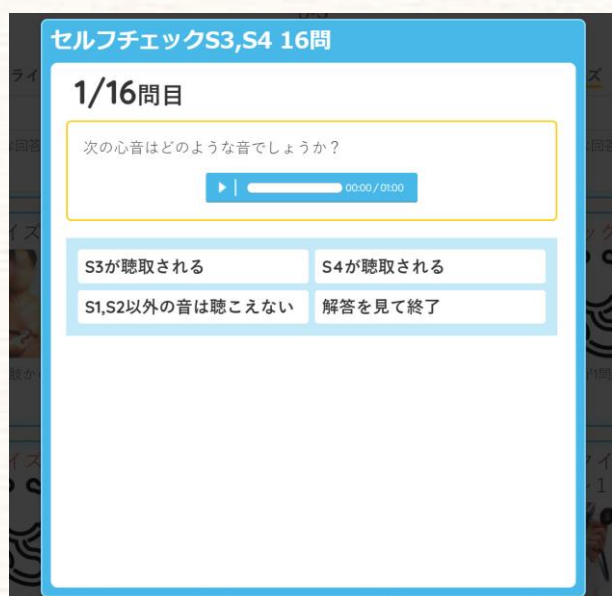 セルフチェックS3,S4 16問
1/16問目
次の心音はどのような音でしょうか？
00:00 / 01:00
S3が聴取される
S4が聴取される
S1,S2以外の音は聴こえない
解答を見て終了